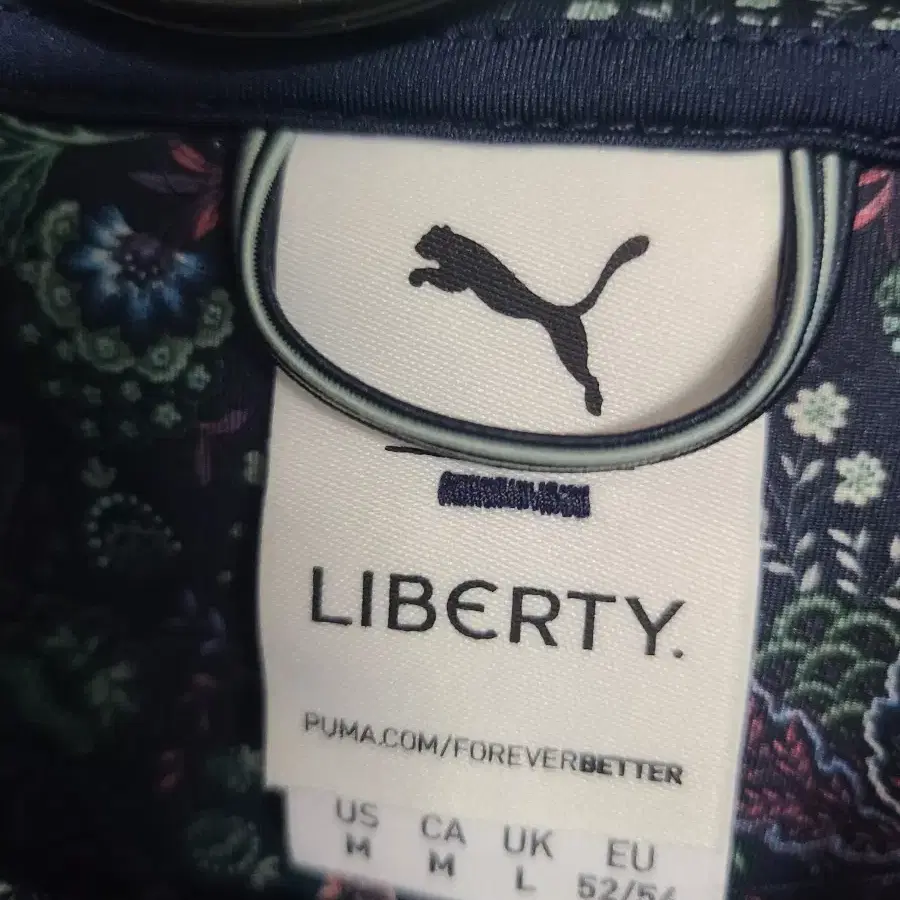 LIBERTY.
PUMA.COM/FOREVERBETTER
US CA UK EU
M M L 52/54